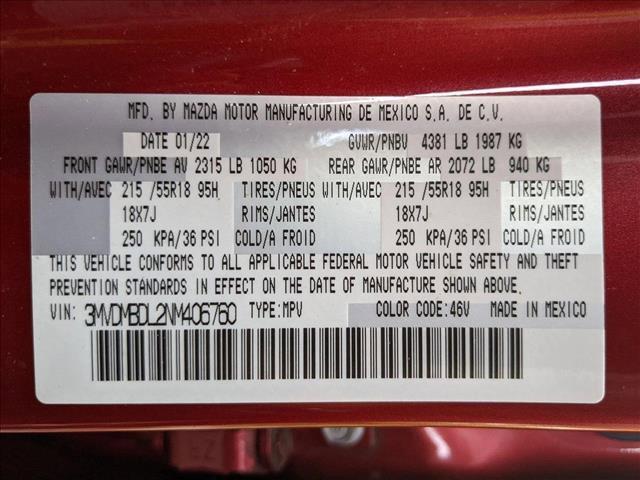 MFD. BY MAZDA MOTOR MANUFACTURING DE MEXICO S.A. DE C.V.
DATE 01/22 GVWR/PNBV 4381 LB 1987 KG
FRONT GAWR/PNBE AV 2315 LB 1050 KG REAR GAWR/PNBE AR 2072 LB 940 KG
WITH/AVEC 215 /55R18 95H TIRES/PNEUS WITH/AVEC 215 /55R18 95H TIRES/PNEUS
18X7J RIMS/JANTES 18X7J RIMS/JANTES
250 KPA/36 PSI COLD/A FROID 250 KPA/36 PSI COLD/A FROID
THIS VEHICLE CONFORMS TO ALL APPLICABLE FEDERAL MOTOR VEHICLE SAFETY AND THEFT
PREVENTION STANDARDS IN EFFECT ON THE DATE OF MANUFACTURE SHOWN ABOVE.
VIN: 3MVDMBDL2NM406760 TYPE:MPV COLOR CODE:46V MADE IN MEXICO